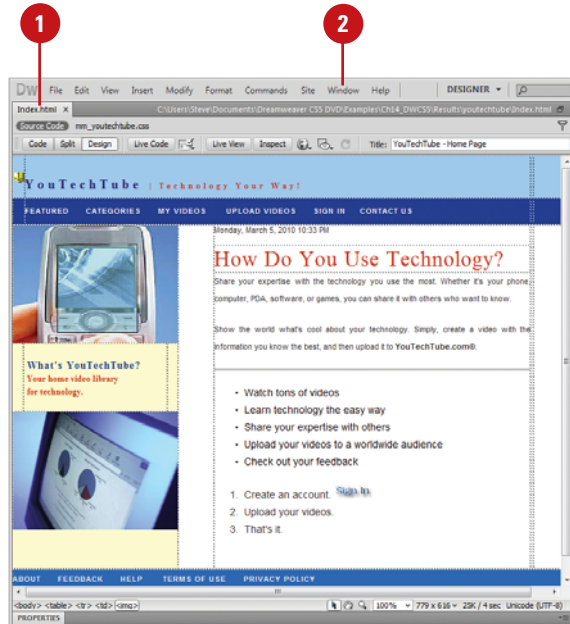 1 2
DW File Edit View Insert Modify Format Commands Site Window Help DESIGNER
Index.html × C:\Users\Steve\Documents\Dreamweaver CS5 DVD\Examples\Ch14_DWCS5\Results\youtechtube\Index.html
Source Code mm_youtechtube.css
Code Split Design Live Code Live View Inspect Title: YouTechTube - Home Page
YouTechTube | Technology Your Way!
FEATURED CATEGORIES MY VIDEOS UPLOAD VIDEOS SIGN IN CONTACT US
Monday, March 5, 2010 10:33 PM
How Do You Use Technology?
Share your expertise with the technology you use the most. Whether it's your phone,
computer, PDA, software, or games, you can share it with others who want to know.
Show the world what's cool about your technology. Simply, create a video with the
information you know the best, and then upload it to YouTechTube.com®.
What's YouTechTube?
Your home video library
for technology.
• Watch tons of videos
• Learn technology the easy way
• Share your expertise with others
• Upload your videos to a worldwide audience
• Check out your feedback
1. Create an account. Sign In
2. Upload your videos.
3. That's it.
ABOUT FEEDBACK HELP TERMS OF USE PRIVACY POLICY
<body> <table> <tr> <td> <img> 100% 779 x 616 25K / 4 sec Unicode (UTF-8)
PROPERTIES